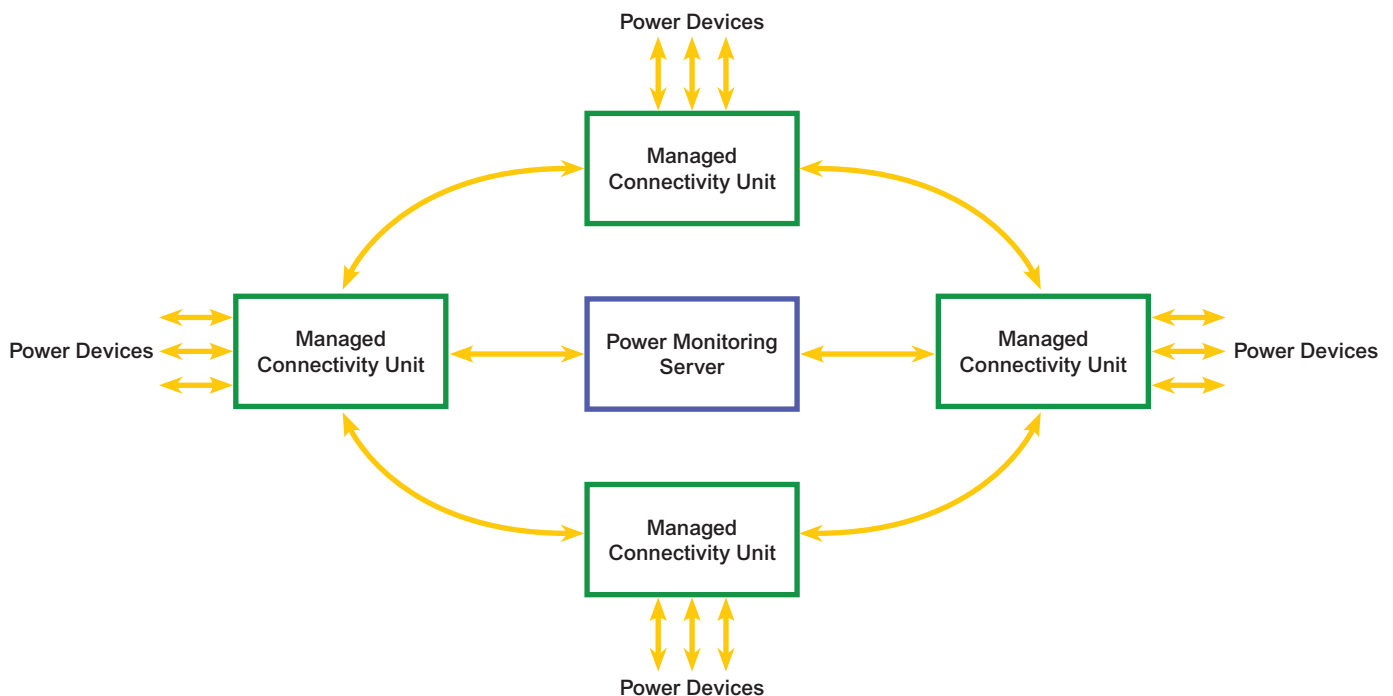 Power Devices
Managed
Connectivity Unit
Power Devices
Managed
Connectivity Unit
Power Monitoring
Server
Managed
Connectivity Unit
Power Devices
Managed
Connectivity Unit
Power Devices